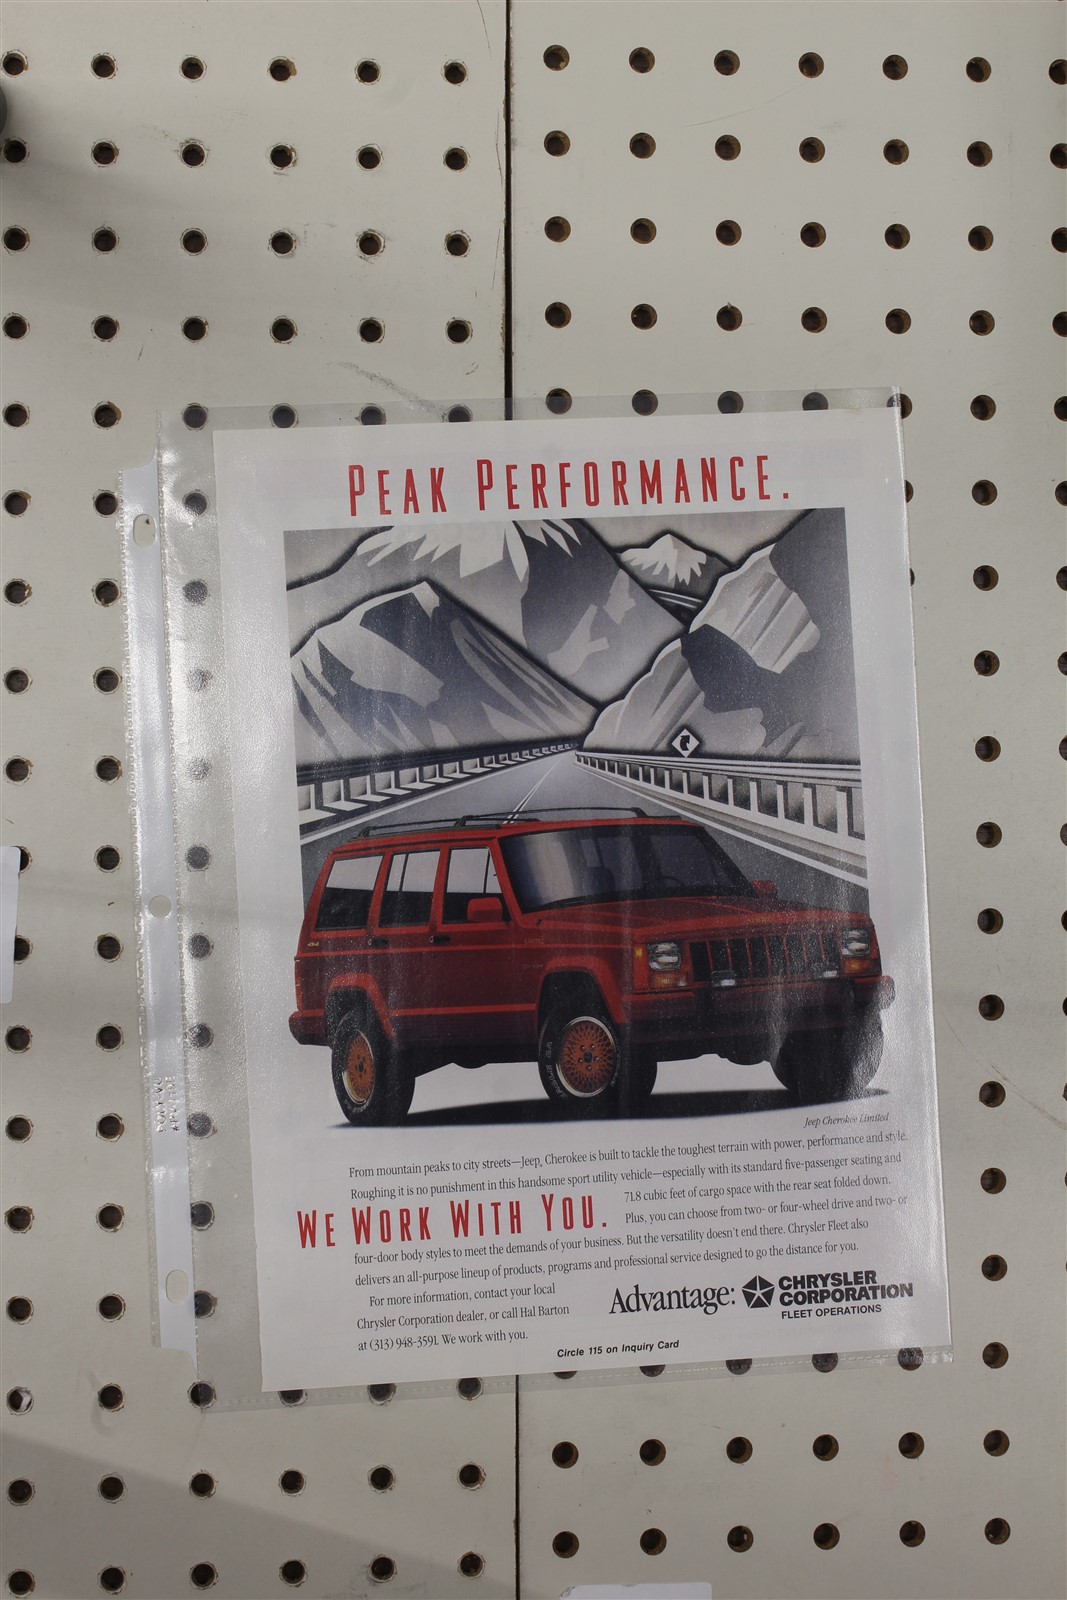 PEAK PERFORMANCE.
Jeep Cherokee Limited
From mountain peaks to city streets—Jeep® Cherokee is built to tackle the toughest terrain with power, performance and style.
Roughing it is no punishment in this handsome sport utility vehicle—especially with its standard five-passenger seating and
71.8 cubic feet of cargo space with the rear seat folded down.
WE WORK WITH YOU.
Plus, you can choose from two- or four-wheel drive and two- or
four-door body styles to meet the demands of your business. But the versatility doesn't end there. Chrysler Fleet also
delivers an all-purpose lineup of products, programs and professional service designed to go the distance for you.
For more information, contact your local
Chrysler Corporation dealer, or call Hal Barton
at (313) 948-3591. We work with you.
Advantage: CHRYSLER
CORPORATION
FLEET OPERATIONS
Circle 115 on Inquiry Card